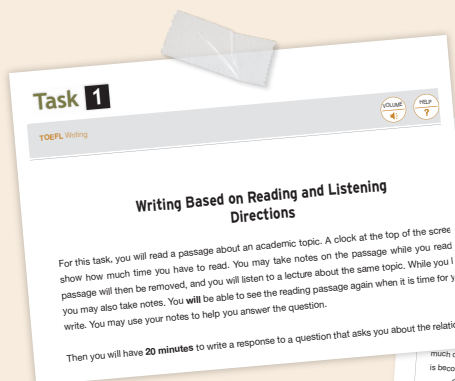 Task 1
TOEFL Writing
VOLUME
HELP
?
Writing Based on Reading and Listening
Directions
For this task, you will read a passage about an academic topic. A clock at the top of the scree
show how much time you have to read. You may take notes on the passage while you read
passage will then be removed, and you will listen to a lecture about the same topic. While you l
you may also take notes. You will be able to see the reading passage again when it is time for y
write. You may use your notes to help you answer the question.
Then you will have 20 minutes to write a response to a question that asks you about the relatio
much
is beco